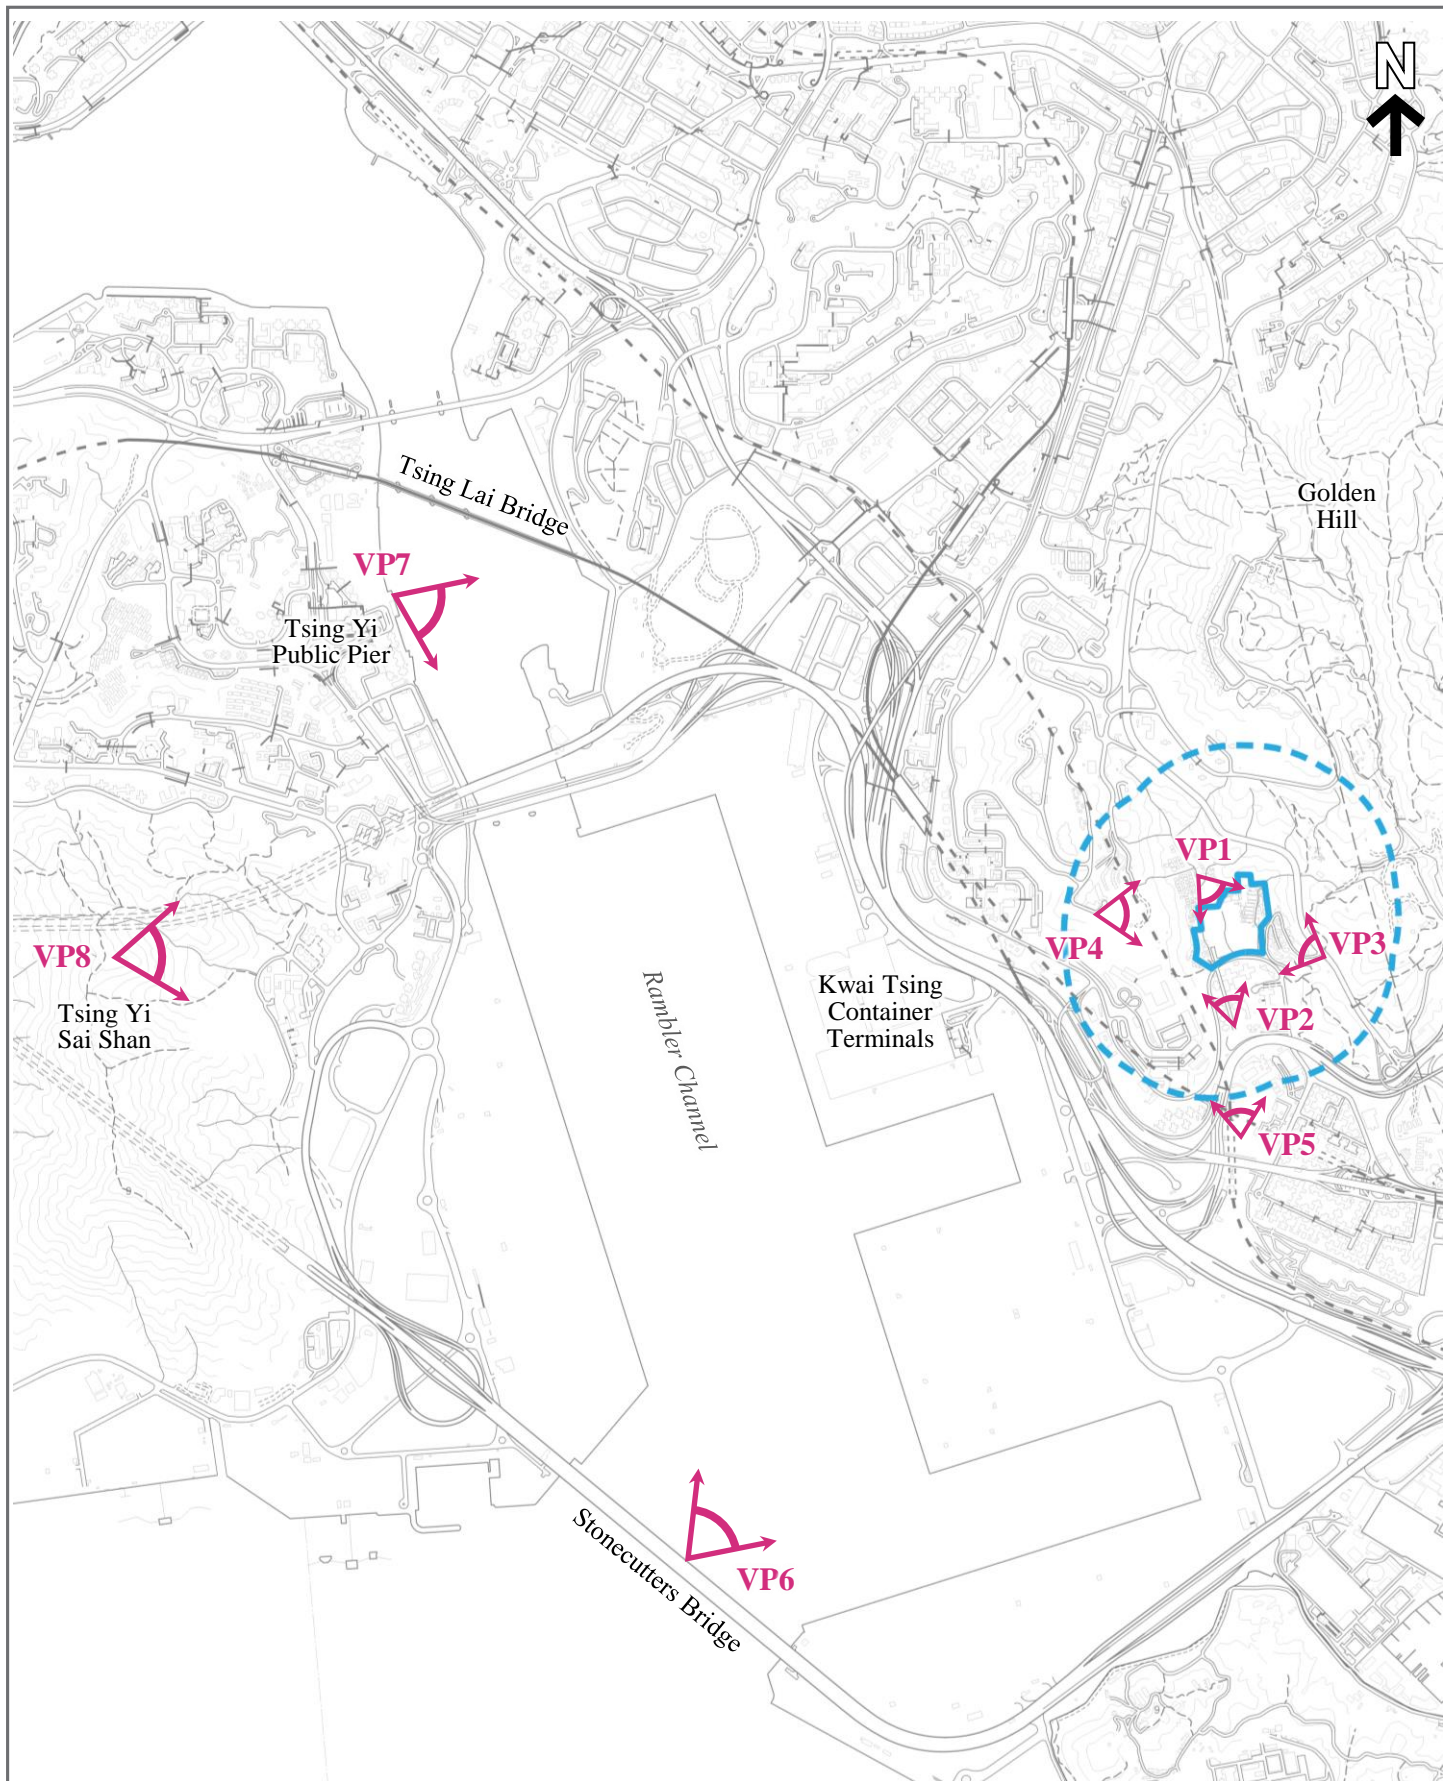 N
Golden
Hill
Tsing Lai Bridge
VP7
Tsing Yi
Public Pier
VP1
VP4
VP3
VP8
Tsing Yi
Sai Shan
Rambler Channel
Kwai Tsing
Container
Terminals
VP2
VP5
Stonecutters Bridge
VP6